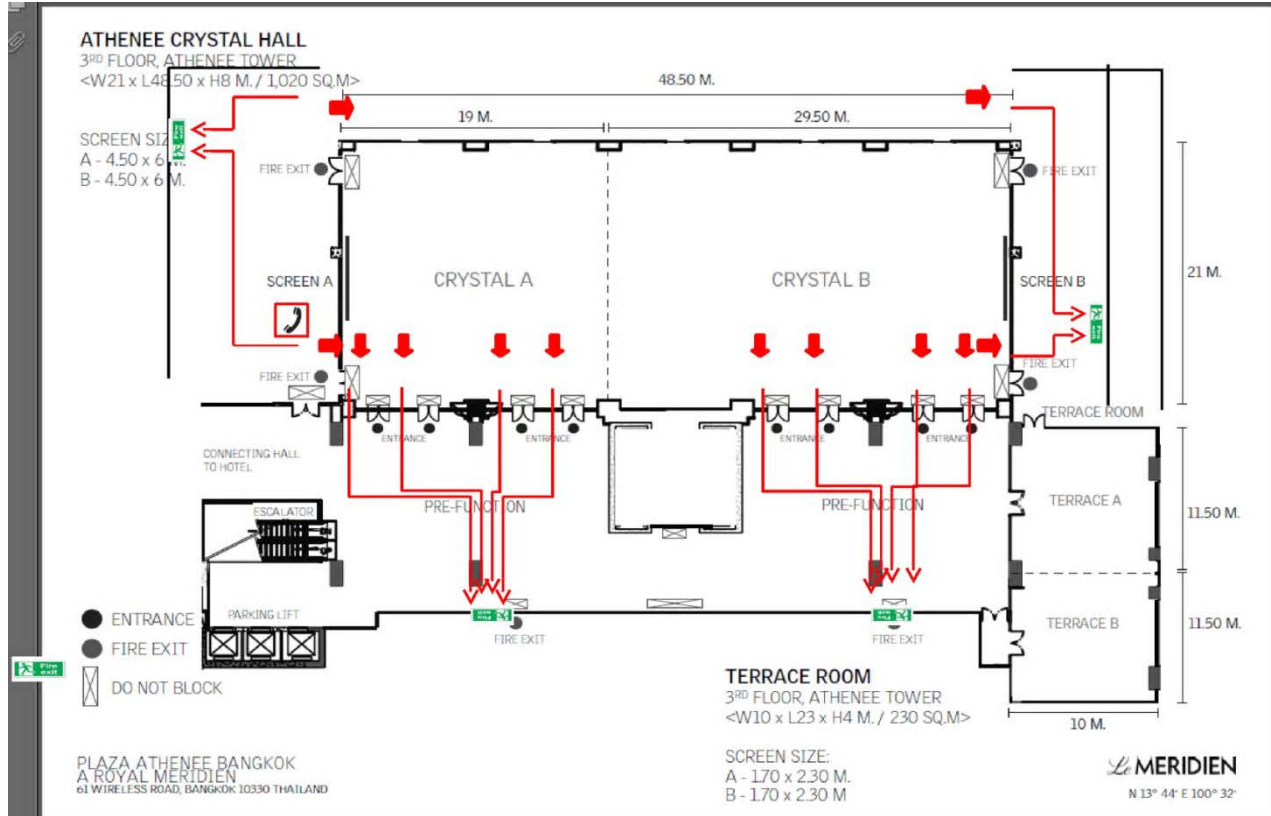 ATHENEE CRYSTAL HALL
3RD FLOOR, ATHENEE TOWER
<W21 x L48.50 x H8 M. / 1,020 SQ.M>
SCREEN SIZ
A - 4.50 x 6 M.
B - 4.50 x 6 M.
48.50 M.
19 M.
29.50 M.
FIRE EXIT
FIRE EXIT
SCREEN A
CRYSTAL A
CRYSTAL B
SCREEN B
21 M.
FIRE EXIT
FIRE EXIT
TERRACE ROOM
ENTRANCE
ENTRANCE
ENTRANCE
ENTRANCE
CONNECTING HALL
TO HOTEL
ESCALATOR
PRE-FUNCTION
PRE-FUNCTION
TERRACE A
11.50 M.
PARKING LIFT
FIRE EXIT
FIRE EXIT
TERRACE B
11.50 M.
ENTRANCE
FIRE EXIT
DO NOT BLOCK
Fire
exit
TERRACE ROOM
3RD FLOOR, ATHENEE TOWER
<W10 x L23 x H4 M. / 230 SQ.M>
10 M.
SCREEN SIZE:
A - 1.70 x 2.30 M.
B - 1.70 x 2.30 M
PLAZA ATHENEE BANGKOK
A ROYAL MERIDIEN
61 WIRELESS ROAD, BANGKOK 10330 THAILAND
Le MERIDIEN
N 13° 44' E 100° 32'